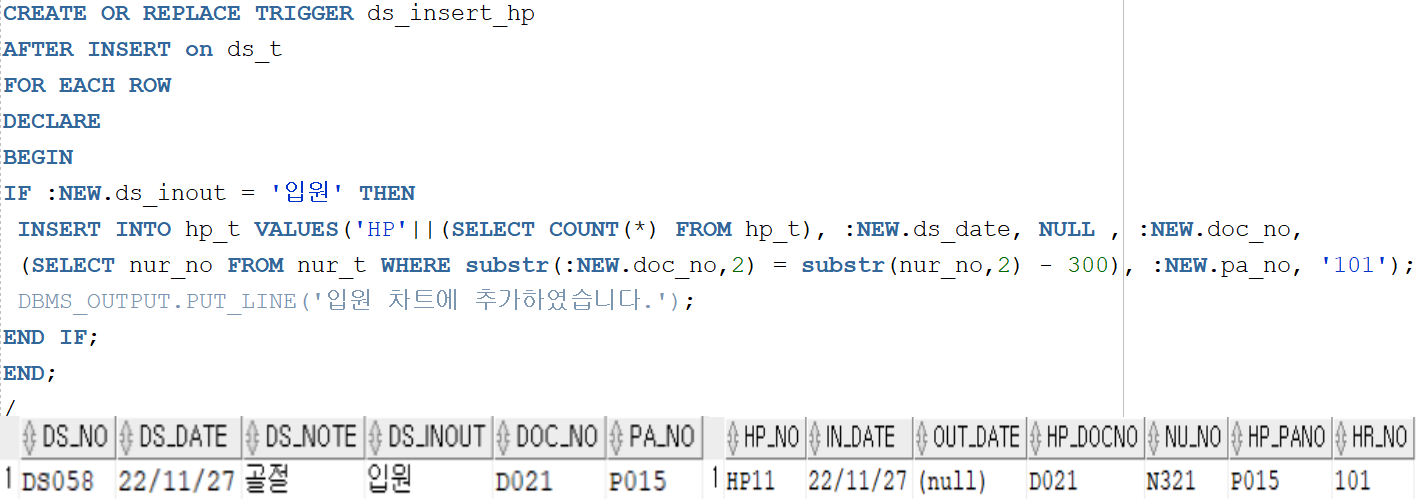 CREATE OR REPLACE TRIGGER ds_insert_hp
AFTER INSERT on ds_t
FOR EACH ROW
DECLARE
BEGIN
IF :NEW.ds_inout = '입원' THEN
INSERT INTO hp_t VALUES('HP'||(SELECT COUNT(*) FROM hp_t), :NEW.ds_date, NULL , :NEW.doc_no,
(SELECT nur_no FROM nur_t WHERE substr(:NEW.doc_no,2) = substr(nur_no,2) - 300), :NEW.pa_no, '101');
DBMS_OUTPUT.PUT_LINE('입원 차트에 추가하였습니다.');
END IF;
END;
/
DS_NO DS_DATE DS_NOTE DS_INOUT DOC_NO PA_NO HP_NO IN_DATE OUT_DATE HP_DOCNO NU_NO HP_PANO HR_NO
1 DS058 22/11/27 골절 입원 D021 P015 1 HP11 22/11/27 (null) D021 N321 P015 101